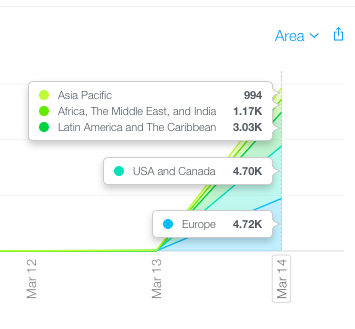 Area
Asia Pacific 994
Africa, The Middle East, and India 1.17K
Latin America and The Caribbean 3.03K
USA and Canada 4.70K
Europe 4.72K
Mar 12
Mar 13
Mar 14